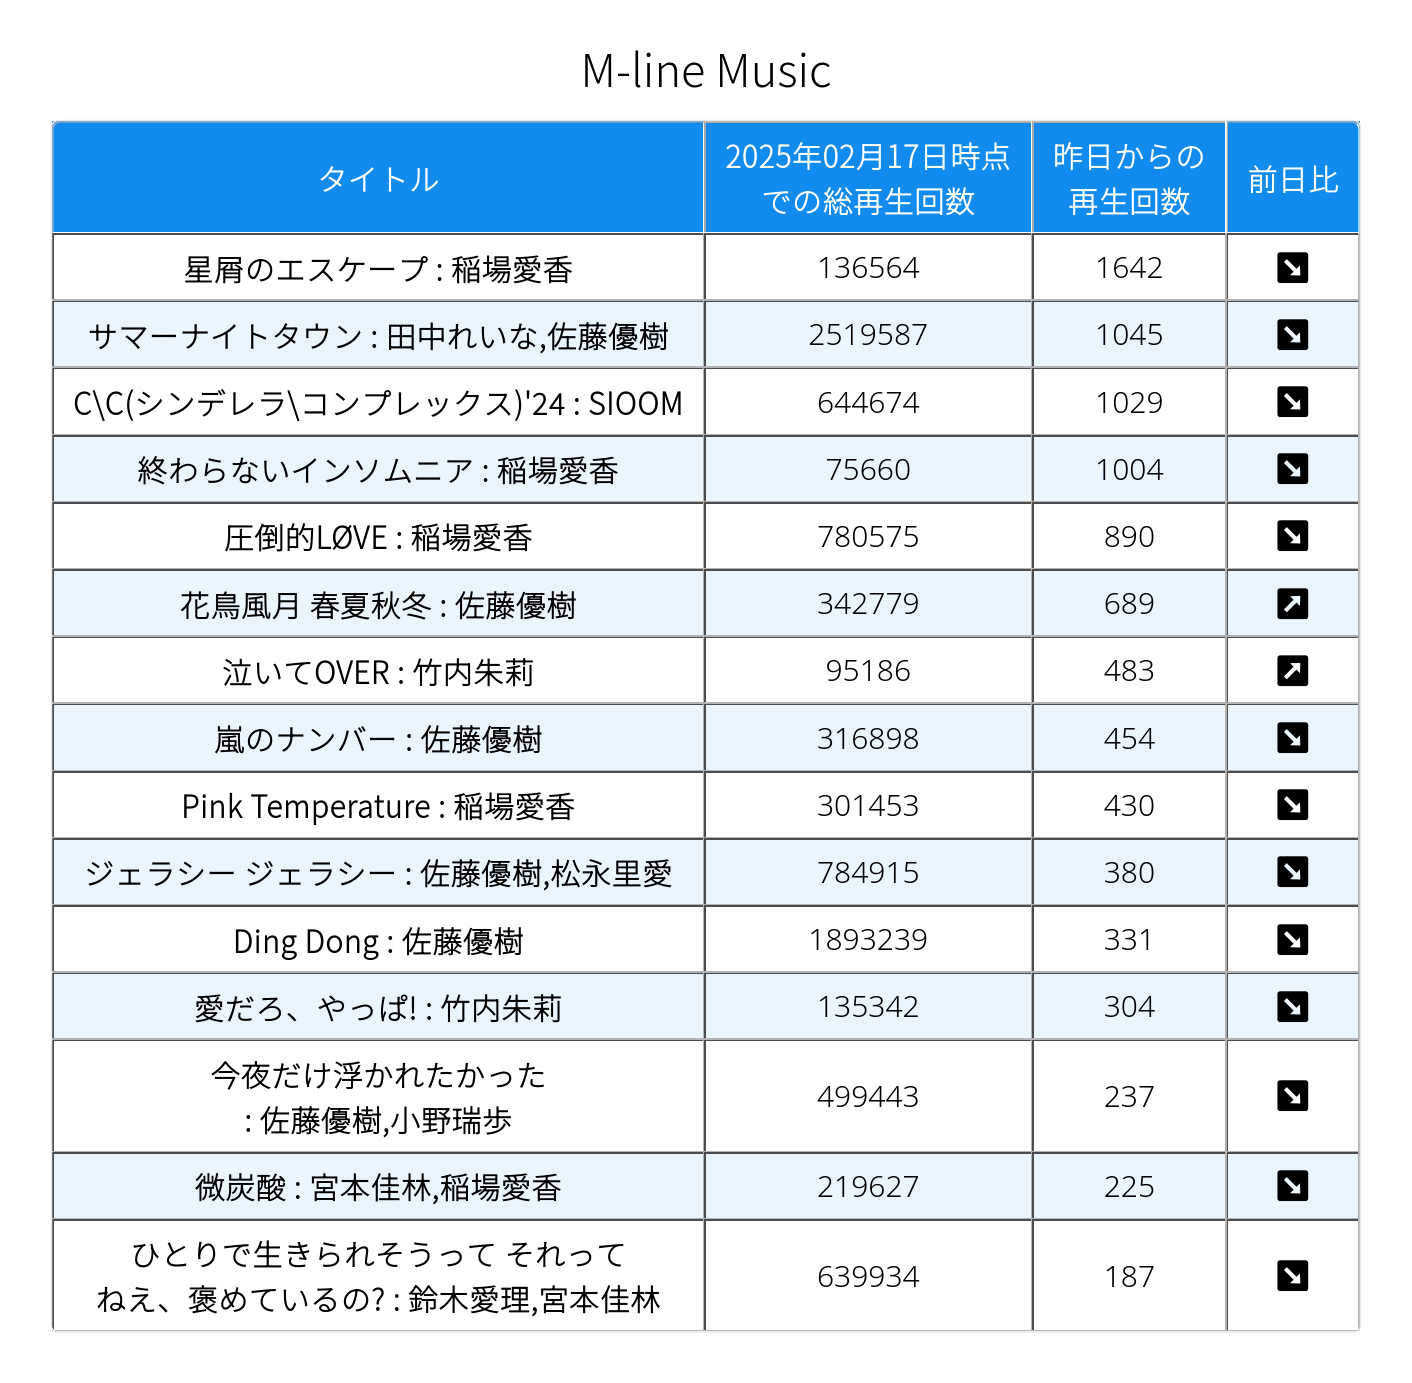 M-line Music
タイトル
2025年02月17日時点
での総再生回数
昨日からの
再生回数
前日比
星屑のエスケープ : 稲場愛香
136564
1642
サマーナイトタウン : 田中れいな,佐藤優樹
2519587
1045
C\C(シンデレラ\コンプレックス)'24 : SIOOM
644674
1029
終わらないインソムニア : 稲場愛香
75660
1004
圧倒的LØVE : 稲場愛香
780575
890
花鳥風月 春夏秋冬 : 佐藤優樹
342779
689
泣いてOVER : 竹内朱莉
95186
483
嵐のナンバー : 佐藤優樹
316898
454
Pink Temperature : 稲場愛香
301453
430
ジェラシー ジェラシー : 佐藤優樹,松永里愛
784915
380
Ding Dong : 佐藤優樹
1893239
331
愛だろ、やっぱ! : 竹内朱莉
135342
304
今夜だけ浮かれたかった
: 佐藤優樹,小野瑞歩
499443
237
微炭酸 : 宮本佳林,稲場愛香
219627
225
ひとりで生きられそうって それって
ねえ、褒めているの? : 鈴木愛理,宮本佳林
639934
187